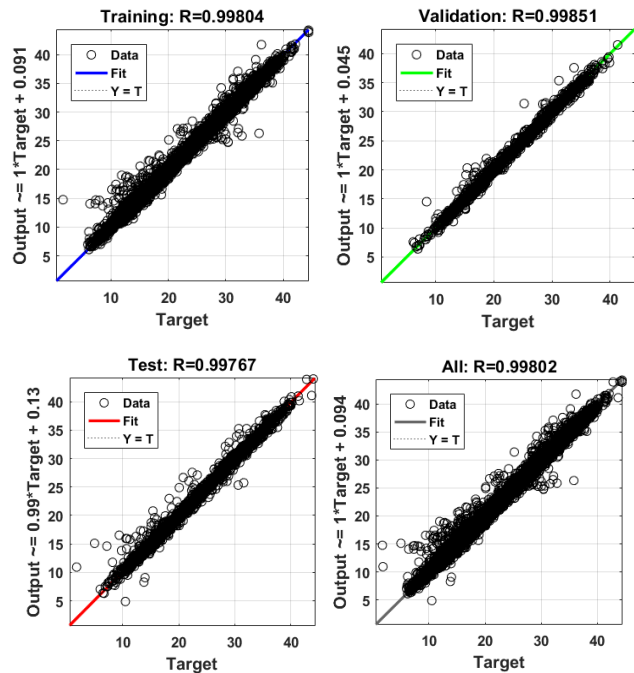 Training: R=0.99804
Output ~= 1*Target + 0.091
40
35
30
25
20
15
10
5
Data
Fit
Y = T
10 20 30 40
Target
Validation: R=0.99851
Output ~= 1*Target + 0.045
40
35
30
25
20
15
10
5
Data
Fit
Y = T
10 20 30 40
Target
Test: R=0.99767
Output ~= 0.99*Target + 0.13
40
35
30
25
20
15
10
5
Data
Fit
Y = T
10 20 30 40
Target
All: R=0.99802
Output ~= 1*Target + 0.094
40
35
30
25
20
15
10
5
Data
Fit
Y = T
10 20 30 40
Target